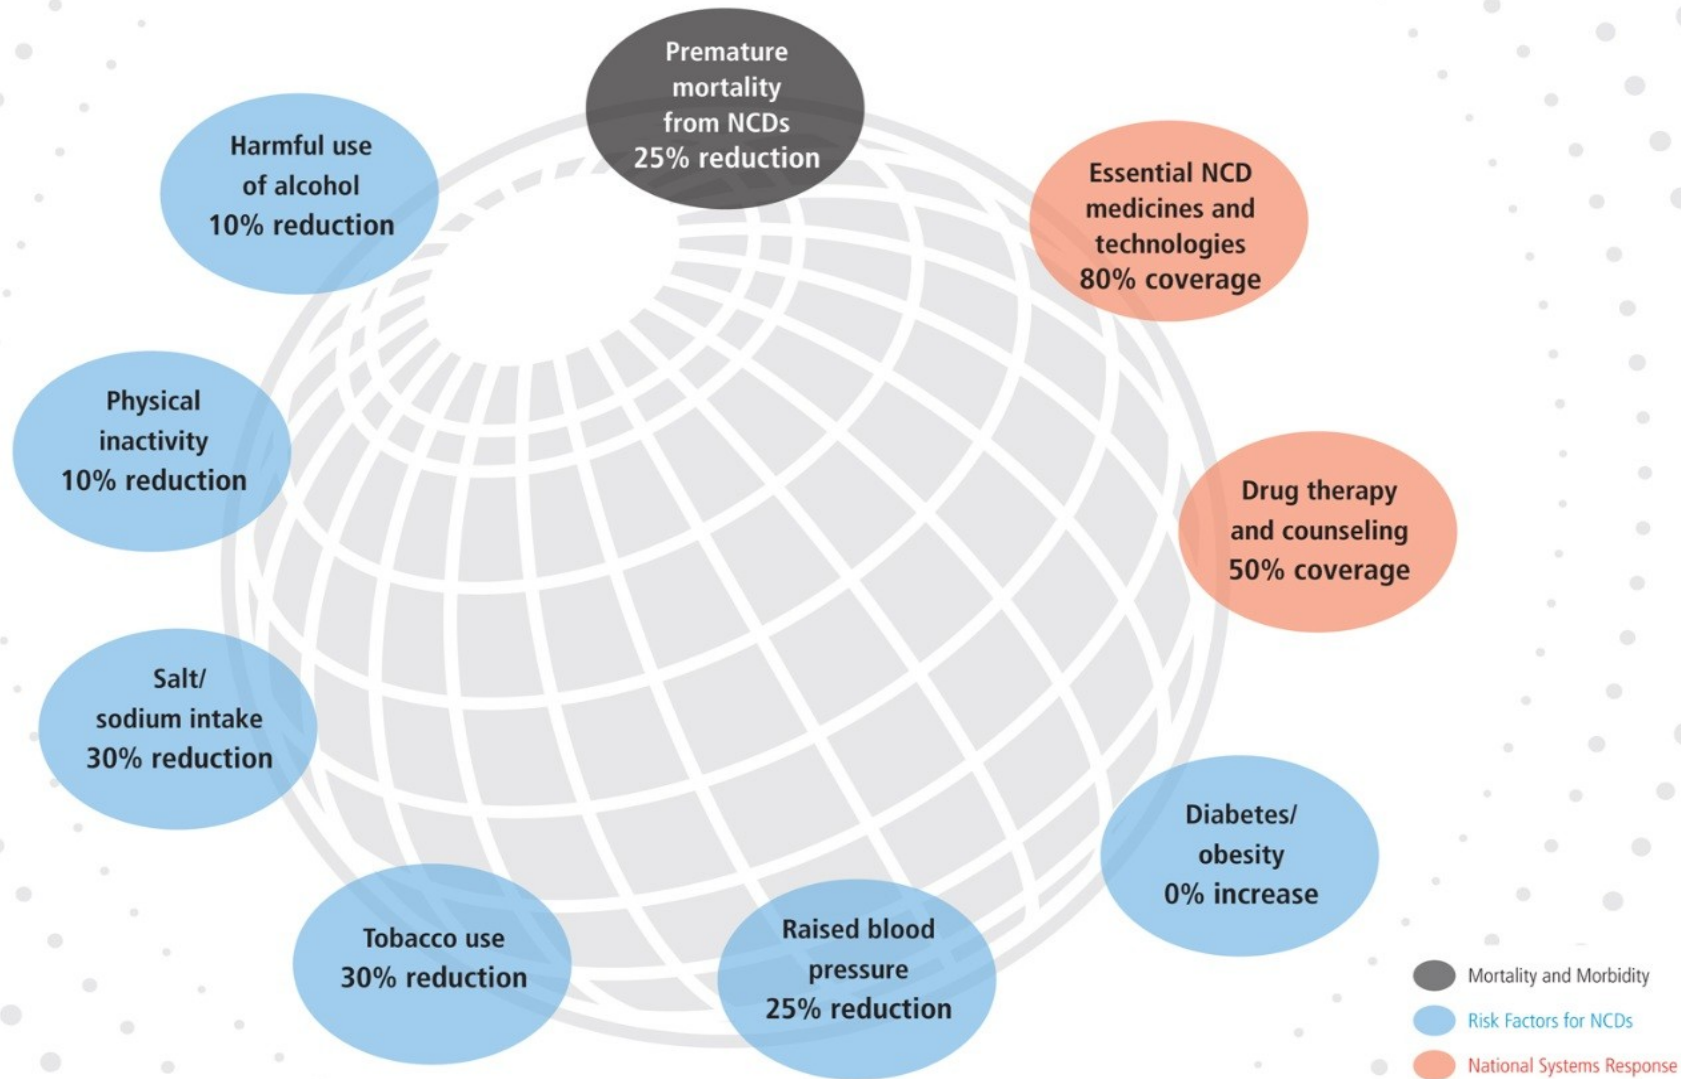 Premature
mortality
from NCDs
25% reduction
Harmful use
of alcohol
10% reduction
Essential NCD
medicines and
technologies
80% coverage
Physical
inactivity
10% reduction
Drug therapy
and counseling
50% coverage
Salt/
sodium intake
30% reduction
Diabetes/
obesity
0% increase
Tobacco use
30% reduction
Raised blood
pressure
25% reduction
Mortality and Morbidity
Risk Factors for NCDs
National Systems Response